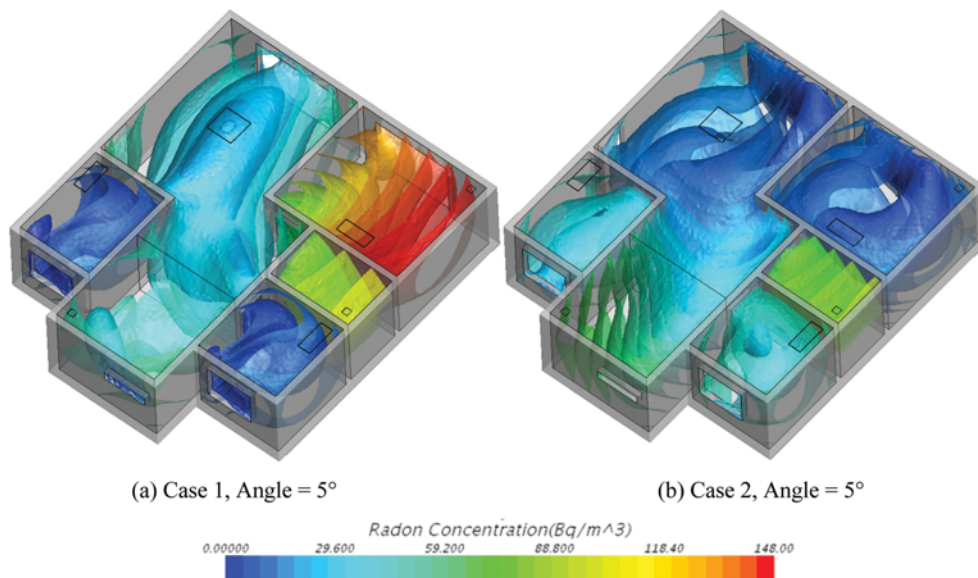 (a) Case 1, Angle = 5°
(b) Case 2, Angle = 5°
Radon Concentration(Bq/m^3)
0.00000 29.600 59.200 88.800 118.40 148.00